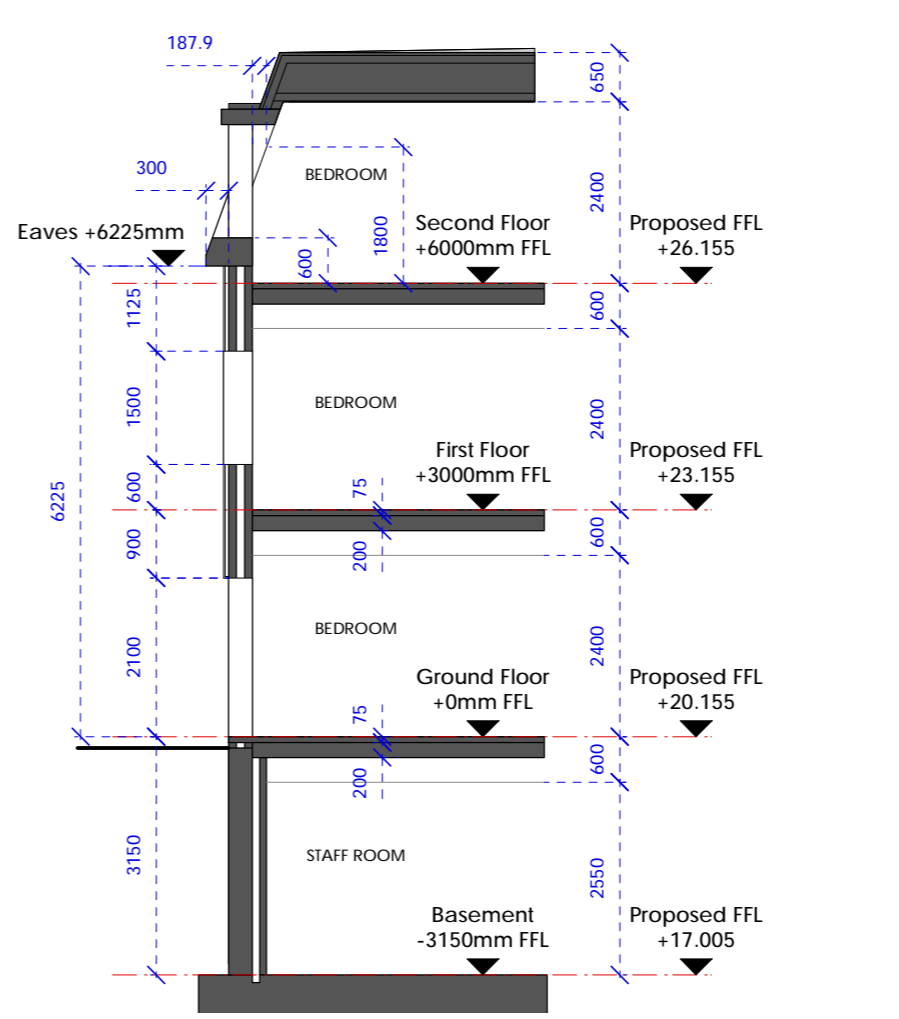 187.9
650
300
BEDROOM
2400
1800
Eaves +6225mm
Second Floor
+6000mm FFL
Proposed FFL
+26.155
600
1125
600
BEDROOM
1500
2400
First Floor
+3000mm FFL
Proposed FFL
+23.155
600
75
6225
900
200
600
BEDROOM
2100
2400
Ground Floor
+0mm FFL
Proposed FFL
+20.155
75
200
600
STAFF ROOM
3150
2550
Basement
-3150mm FFL
Proposed FFL
+17.005